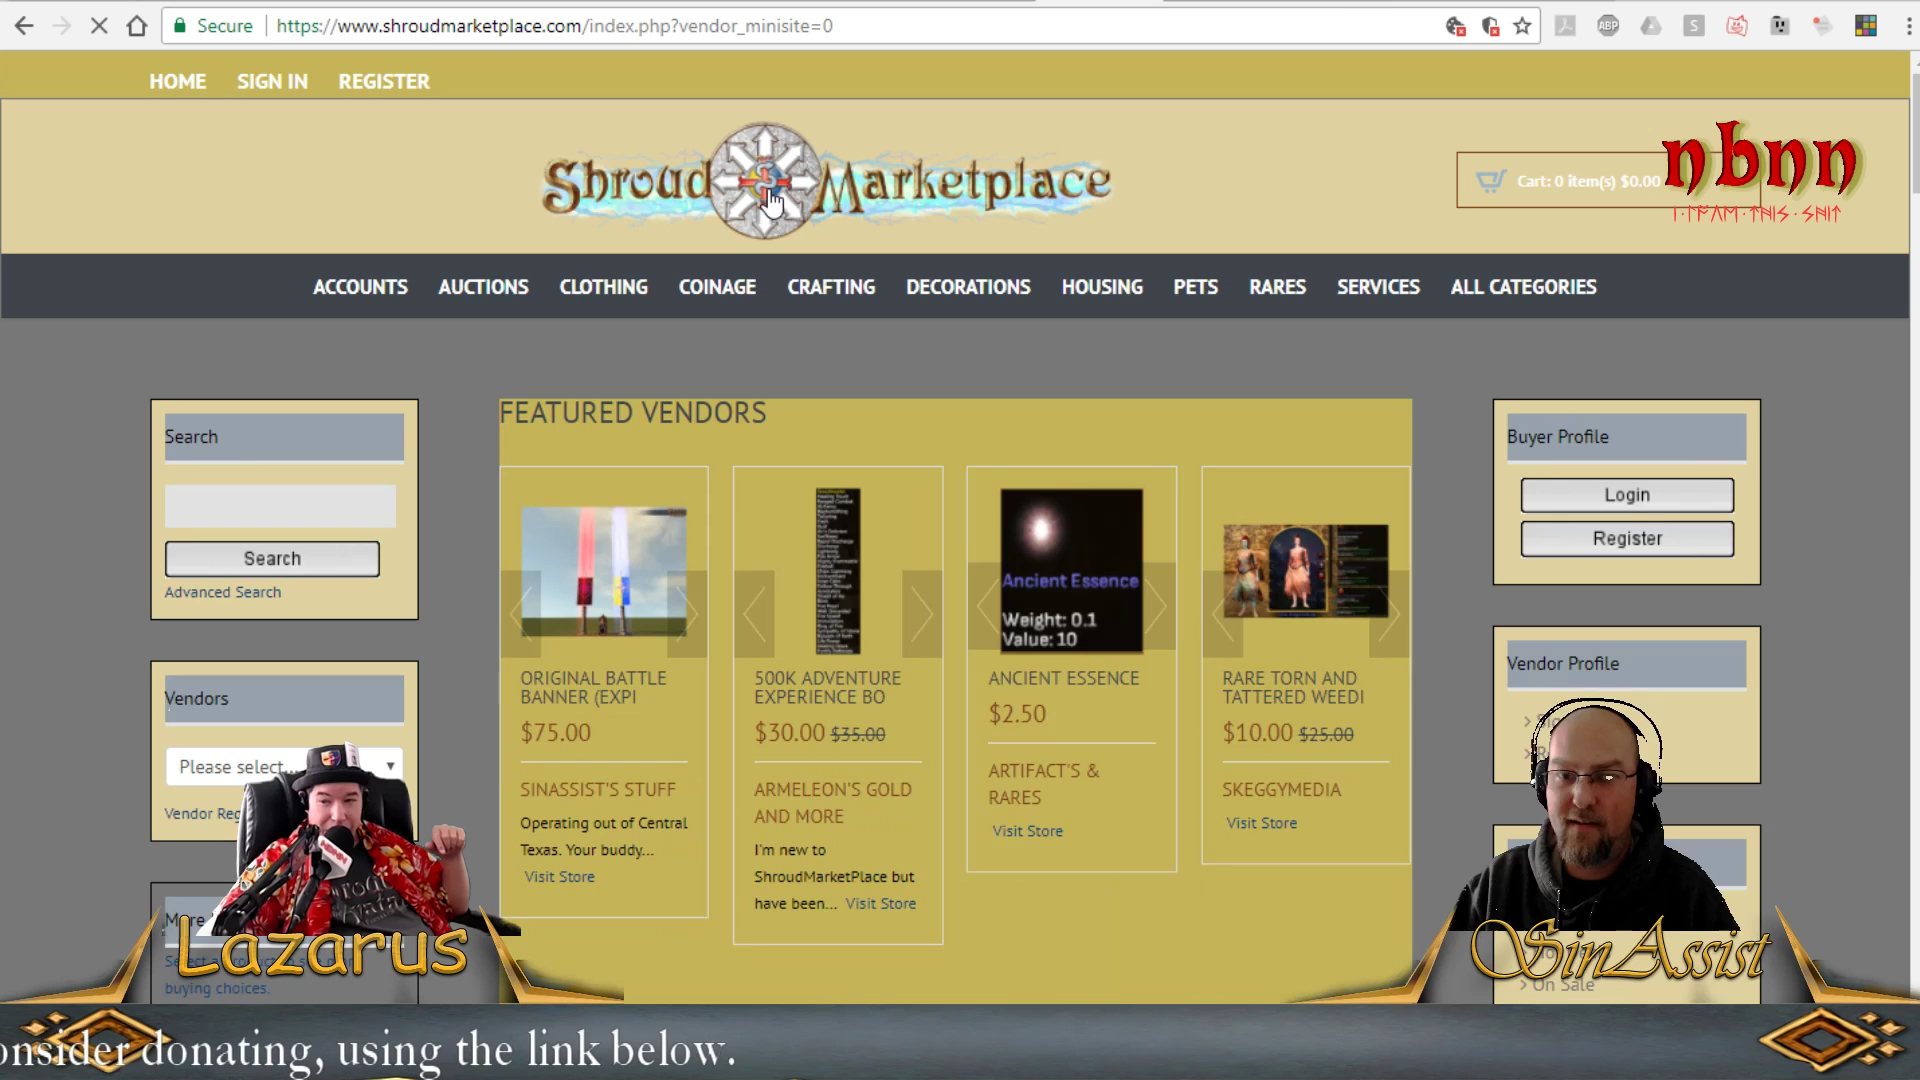 Secure https://www.shroudmarketplace.com/index.php?vendor_minisite=0
ABP
S
HOME SIGN IN REGISTER
Shroud Marketplace
Cart: 0 item(s) $0.00
nbnn
ACCOUNTS AUCTIONS CLOTHING COINAGE CRAFTING DECORATIONS HOUSING PETS RARES SERVICES ALL CATEGORIES
Search
Search
Advanced Search
Vendors
Please select...
Vendor Reg
More
buying choices.
FEATURED VENDORS
ORIGINAL BATTLE
BANNER (EXPI
$75.00
SINASSIST'S STUFF
Operating out of Central
Texas. Your buddy...
Visit Store
500K ADVENTURE
EXPERIENCE BO
$30.00 $35.00
ARMELEON'S GOLD
AND MORE
I'm new to
ShroudMarketPlace but
have been... Visit Store
Ancient Essence
Weight: 0.1
Value: 10
ANCIENT ESSENCE
$2.50
ARTIFACT'S &
RARES
Visit Store
RARE TORN AND
TATTERED WEEDI
$10.00 $25.00
SKEGGYMEDIA
Visit Store
Buyer Profile
Login
Register
Vendor Profile
On Sale
Lazarus
SinAssist
onsider donating, using the link below.